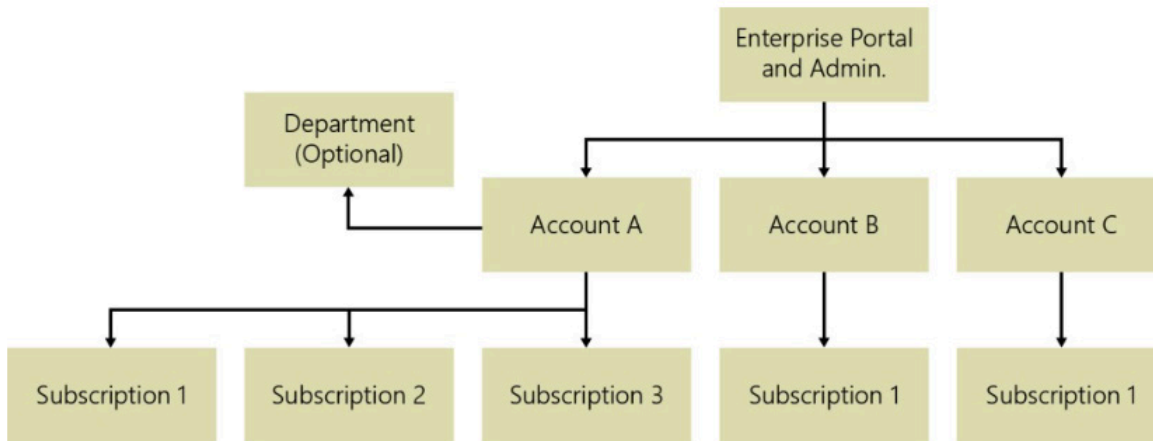 Enterprise Portal
and Admin.
Department
(Optional)
Account A
Account B
Account C
Subscription 1
Subscription 2
Subscription 3
Subscription 1
Subscription 1